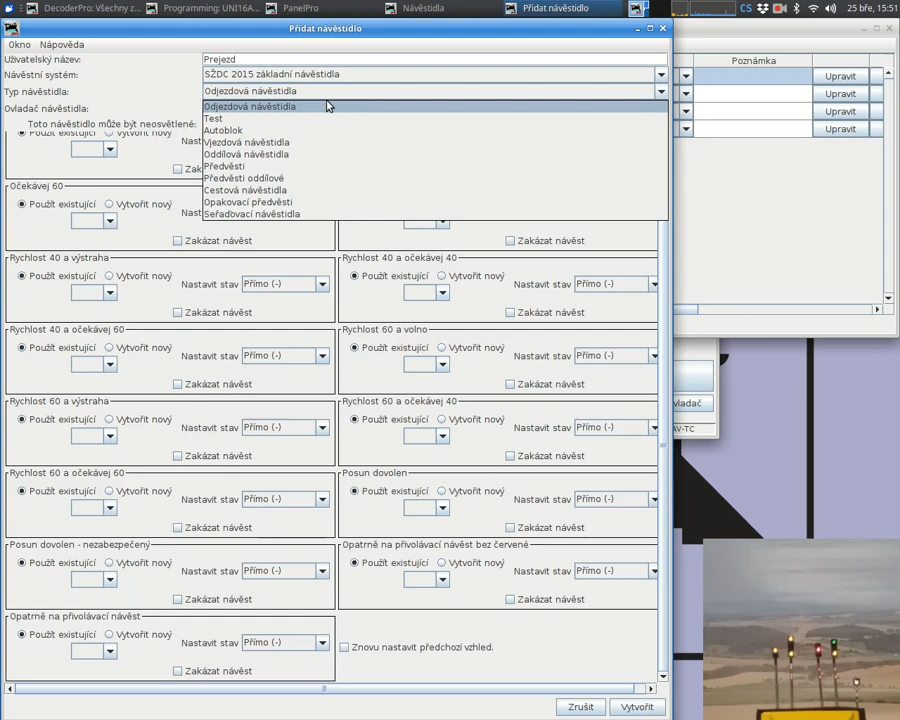 DecoderPro: Všechny z...
Programming: UNI16A...
PanelPro
Návěstidla
Přidat návěstidlo
CS
25 bře, 15:51
Přidat návěstidlo
Okno Nápověda
Uživatelský název: Prejezd
Návěstní systém: SŽDC 2015 základní návěstidla
Typ návěstidla: Odjezdová návěstidla
Ovladač návěstidla: Odjezdová návěstidla
Test
Toto návěstidlo může být neosvětlené:
Autoblok
Vjezdová návěstidla
Oddílová návěstidla
Předvěsti
Předvěsti oddílové
Cestová návěstidla
Opakovací předvěsti
Seřaďovací návěstidla
Použít existující Vytvořit nový Nast
Zak
Očekávej 60
Použít existující Vytvořit nový Nast
Zakázat návěst Zakázat návěst
Rychlost 40 a výstraha Rychlost 40 a očekávej 40
Použít existující Vytvořit nový Nastavit stav Přímo (-) Použít existující Vytvořit nový Nastavit stav Přímo (-)
Zakázat návěst Zakázat návěst
Rychlost 40 a očekávej 60 Rychlost 60 a volno
Použít existující Vytvořit nový Nastavit stav Přímo (-) Použít existující Vytvořit nový Nastavit stav Přímo (-)
Zakázat návěst Zakázat návěst
Rychlost 60 a výstraha Rychlost 60 a očekávej 40
Použít existující Vytvořit nový Nastavit stav Přímo (-) Použít existující Vytvořit nový Nastavit stav Přímo (-)
Zakázat návěst Zakázat návěst
Rychlost 60 a očekávej 60 Posun dovolen
Použít existující Vytvořit nový Nastavit stav Přímo (-) Použít existující Vytvořit nový Nastavit stav Přímo (-)
Zakázat návěst Zakázat návěst
Posun dovolen - nezabezpečený Opatrně na přivolávací návěst bez červené
Použít existující Vytvořit nový Nastavit stav Přímo (-) Použít existující Vytvořit nový Nastavit stav Přímo (-)
Zakázat návěst Zakázat návěst
Opatrně na přivolávací návěst
Použít existující Vytvořit nový Nastavit stav Přímo (-) Znovu nastavit předchozí vzhled.
Zakázat návěst
Zrušit Vytvořit
Poznámka
Upravit
Upravit
Upravit
Upravit
vladač
AV-TC